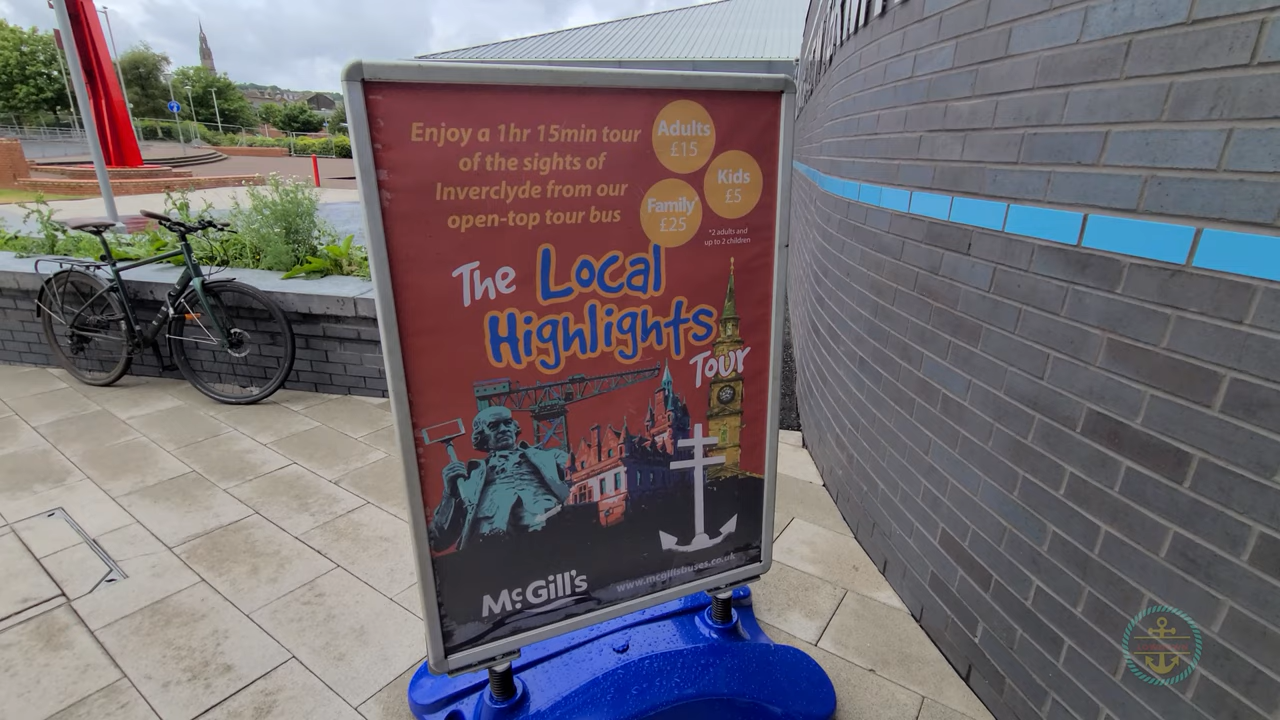 Enjoy a 1hr 15min tour
of the sights of
Inverclyde from our
open-top tour bus
Adults
£15
Kids
£5
Family*
£25
*2 adults and
up to 2 children
The Local
Highlights
Tour
McGill's
www.mcgillsbuses.co.uk